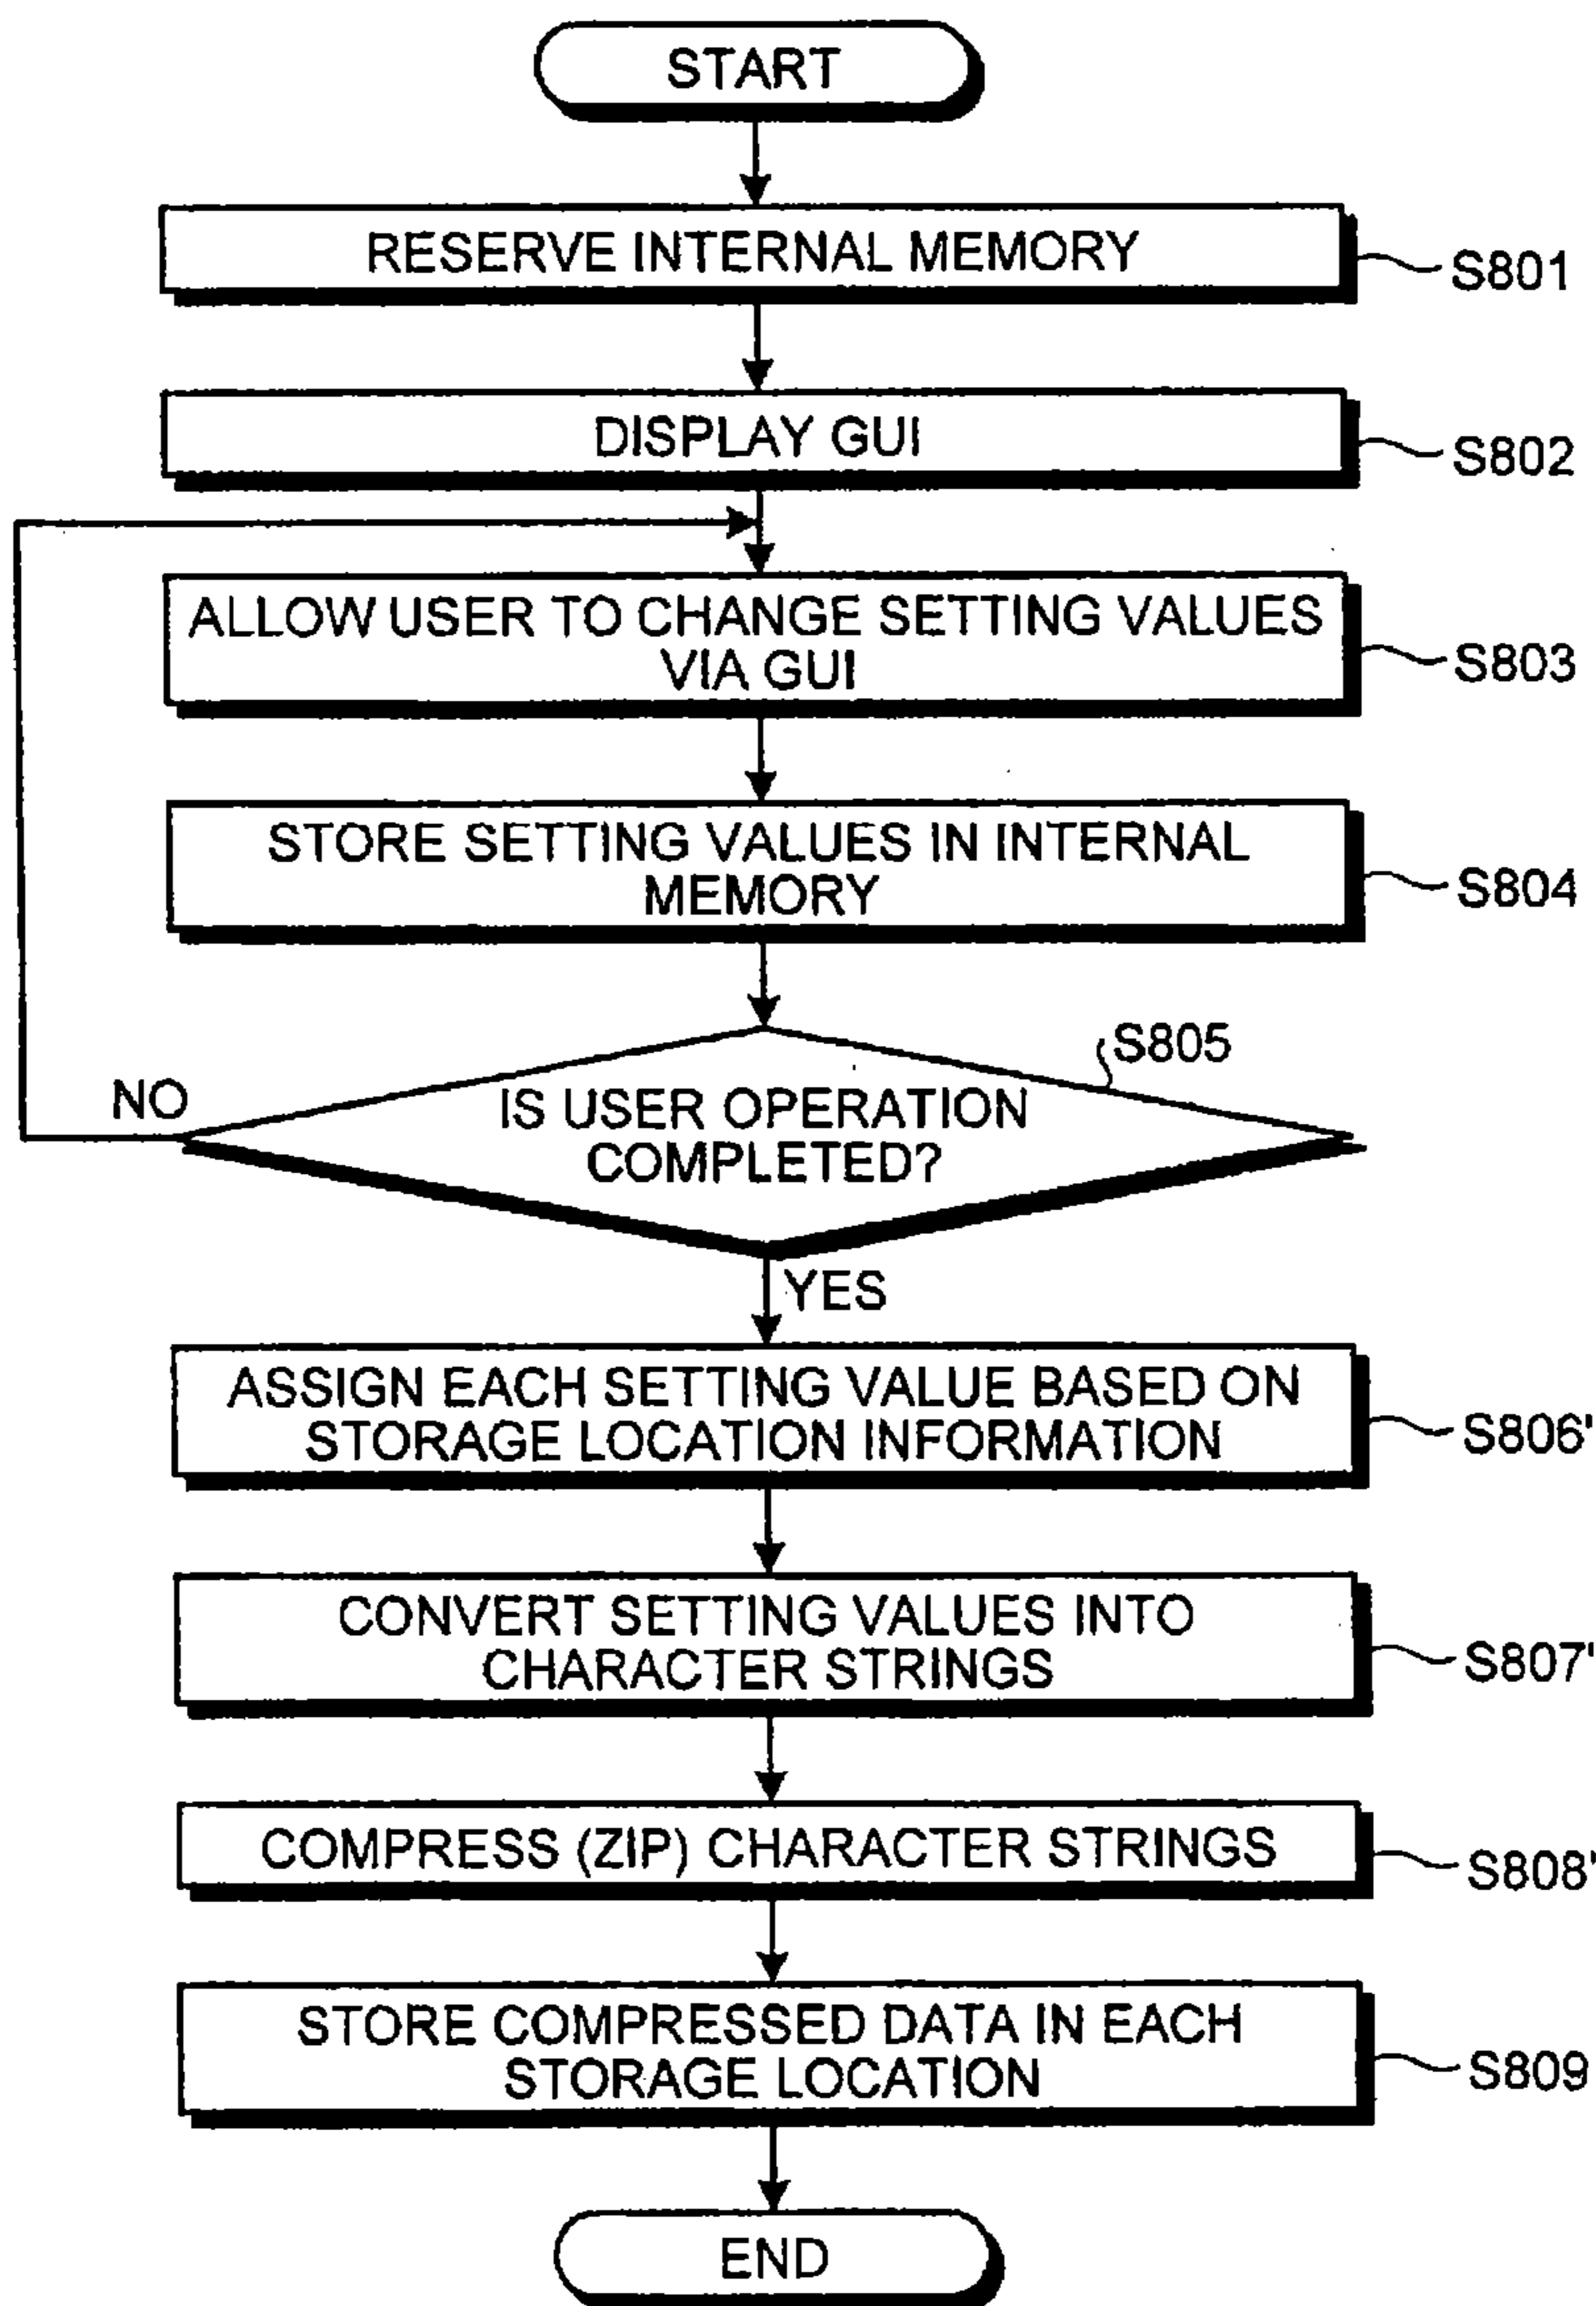 START
RESERVE INTERNAL MEMORY
S801
DISPLAY GUI
S802
ALLOW USER TO CHANGE SETTING VALUES
VIA GUI
S803
STORE SETTING VALUES IN INTERNAL
MEMORY
S804
S805
NO
IS USER OPERATION
COMPLETED?
YES
ASSIGN EACH SETTING VALUE BASED ON
STORAGE LOCATION INFORMATION
S806'
CONVERT SETTING VALUES INTO
CHARACTER STRINGS
S807'
COMPRESS (ZIP) CHARACTER STRINGS
S808'
STORE COMPRESSED DATA IN EACH
STORAGE LOCATION
S809
END